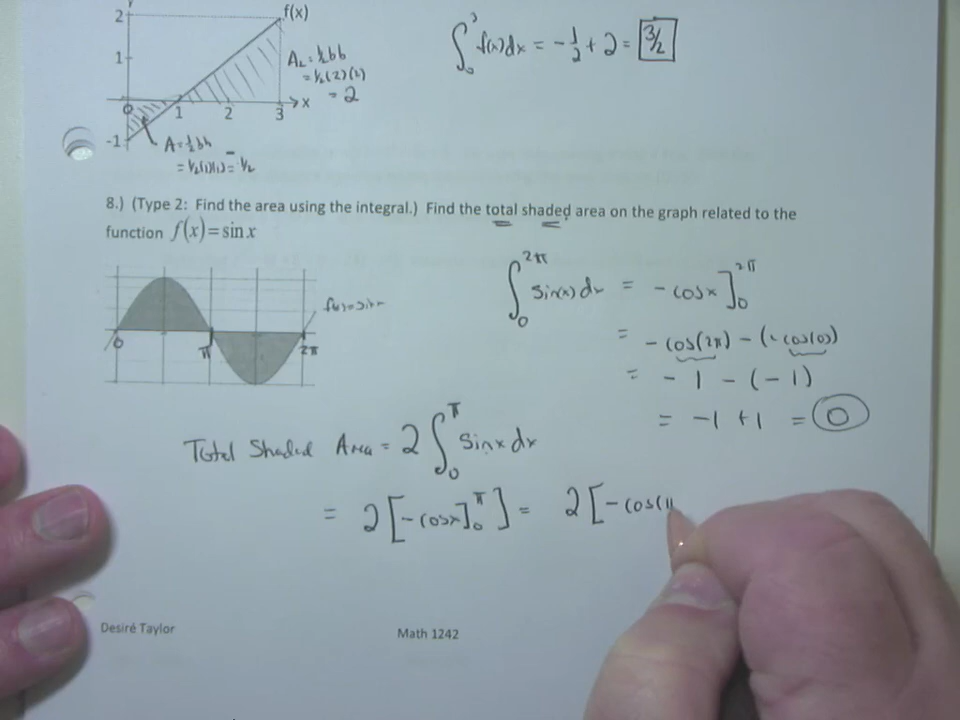 y
2
f(x)
1
A₂ = ½bh
= ½(2)(2)
= 2
0
1
2
3
x
-1
A = ½bh
= ½(1)(1) = -½
∫₀³ f(x)dx = -½ + 2 = 3/2
8.) (Type 2: Find the area using the integral.) Find the total shaded area on the graph related to the
function f(x)=sin x
f(x)=sin x
0
π
2π
∫₀^2π sin(x) dx = -cosx]₀^2π
= -cos(2π) - (-cos(0))
= -1 - (-1)
= -1 + 1 = 0
Total Shaded Area = 2 ∫₀^π sinx dx
= 2[-cosx]₀^π] = 2[-cos(
Desiré Taylor
Math 1242